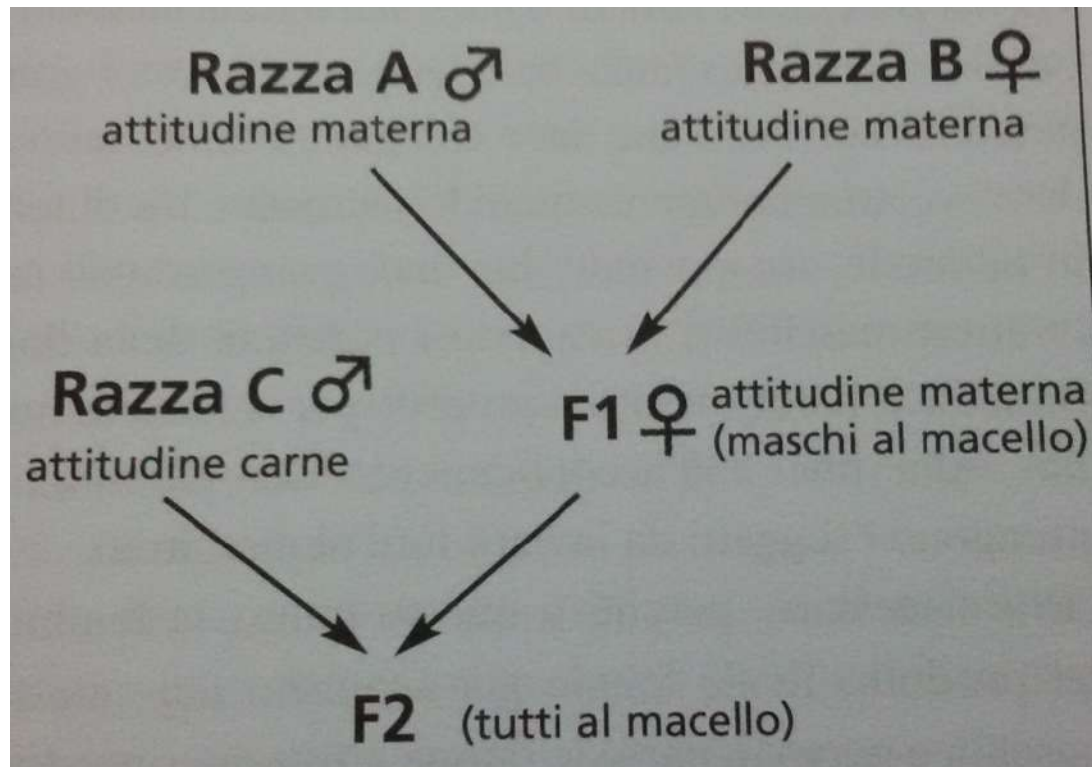 Razza A ♂
attitudine materna
Razza B ♀
attitudine materna
Razza C ♂
attitudine carne
F1 ♀ attitudine materna
(maschi al macello)
F2 (tutti al macello)